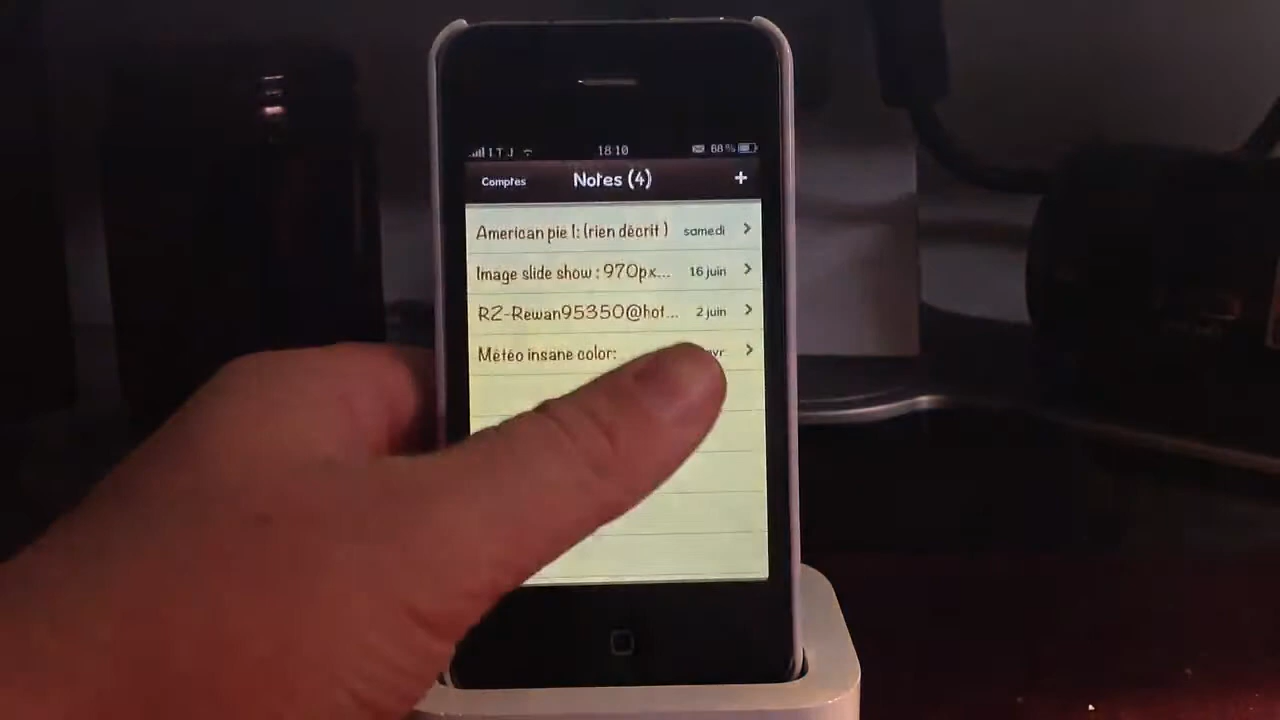 I T J 18:10 88 %
Comptes Notes (4) +
American pie 1: (rien décrit ) samedi
Image slide show : 970px... 16 juin
R2-Rewan95350@hot... 2 juin
Météo insane color: